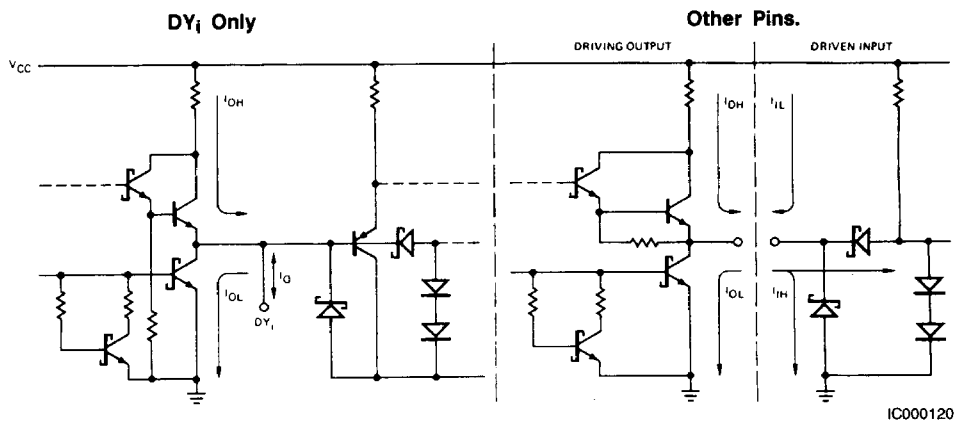 DYi Only
Other Pins.
DRIVING OUTPUT
DRIVEN INPUT
VCC
IOH
IOH
IIL
IOL
IO
DYi
IOL
IIH
IC000120